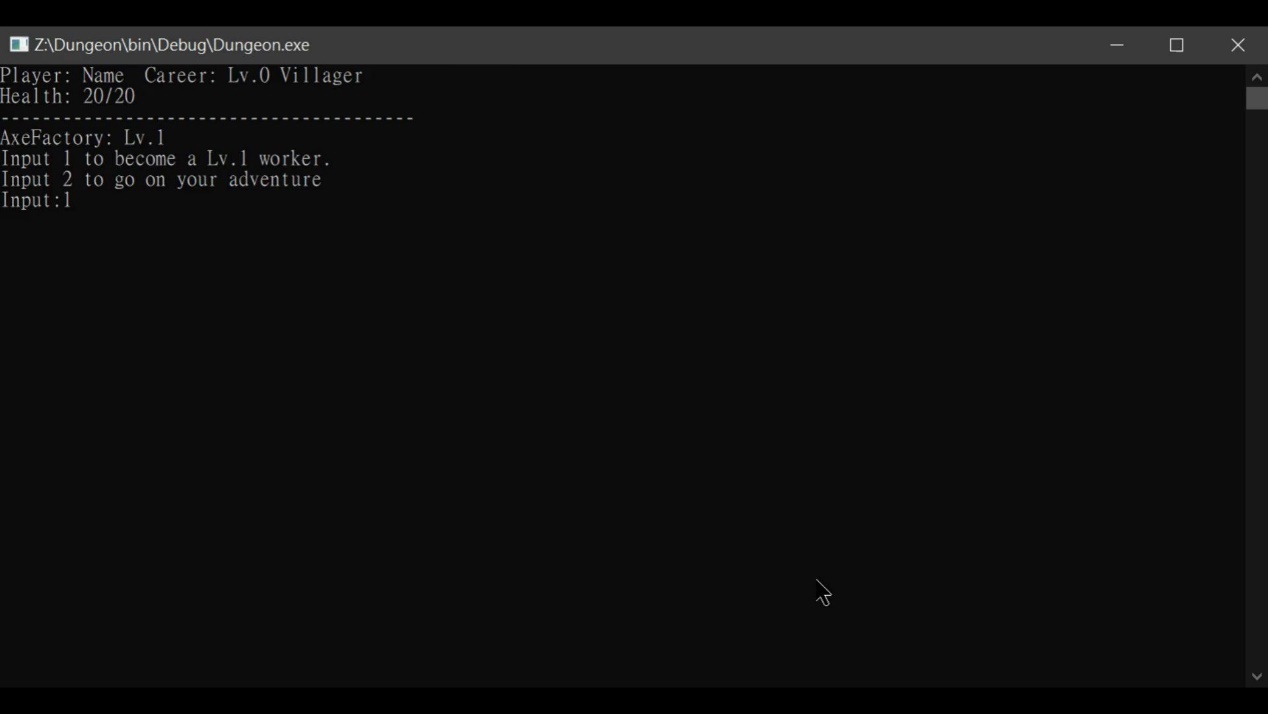 Z:\Dungeon\bin\Debug\Dungeon.exe
Player: Name  Career: Lv.0 Villager
Health: 20/20
----------------------------------------
AxeFactory: Lv.1
Input 1 to become a Lv.1 worker.
Input 2 to go on your adventure
Input:1